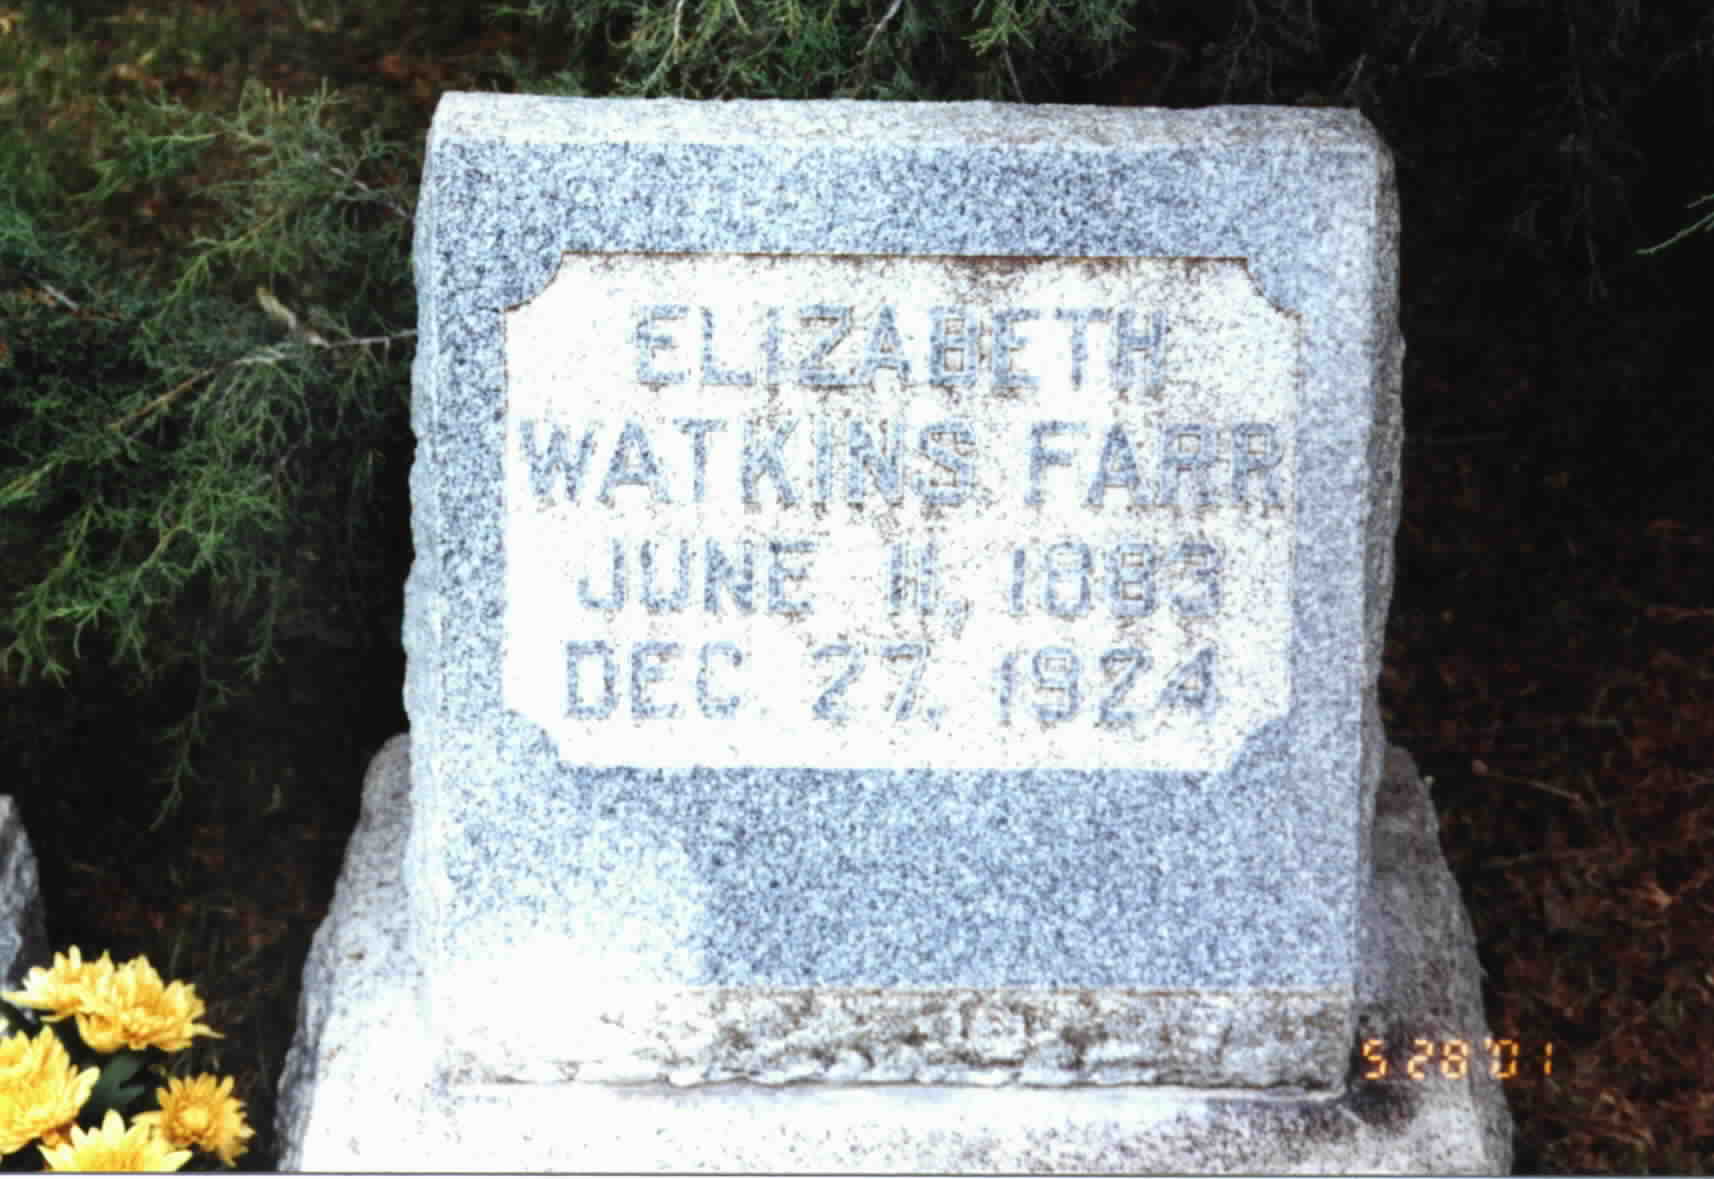 ELIZABETH
WATKINS FARR
JUNE 11, 1883
DEC. 27, 1924
5 28 '01